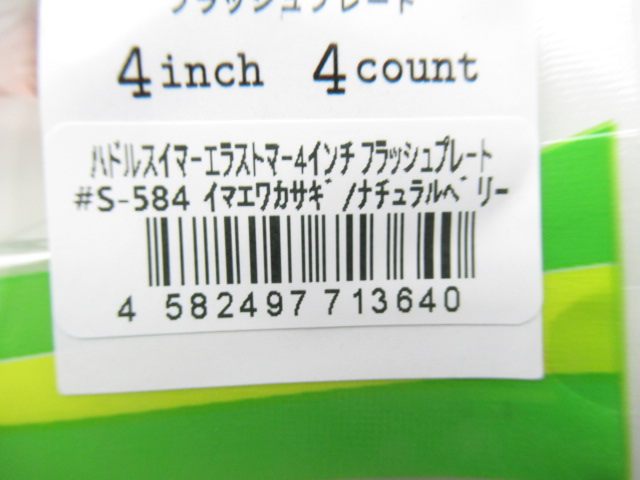 フラッシュプレート
4inch 4count
ハドルスイマーエラストマー4インチ フラッシュプレート
#S-584 イマエワカサギ/ナチュラルベリー
4 582497 713640